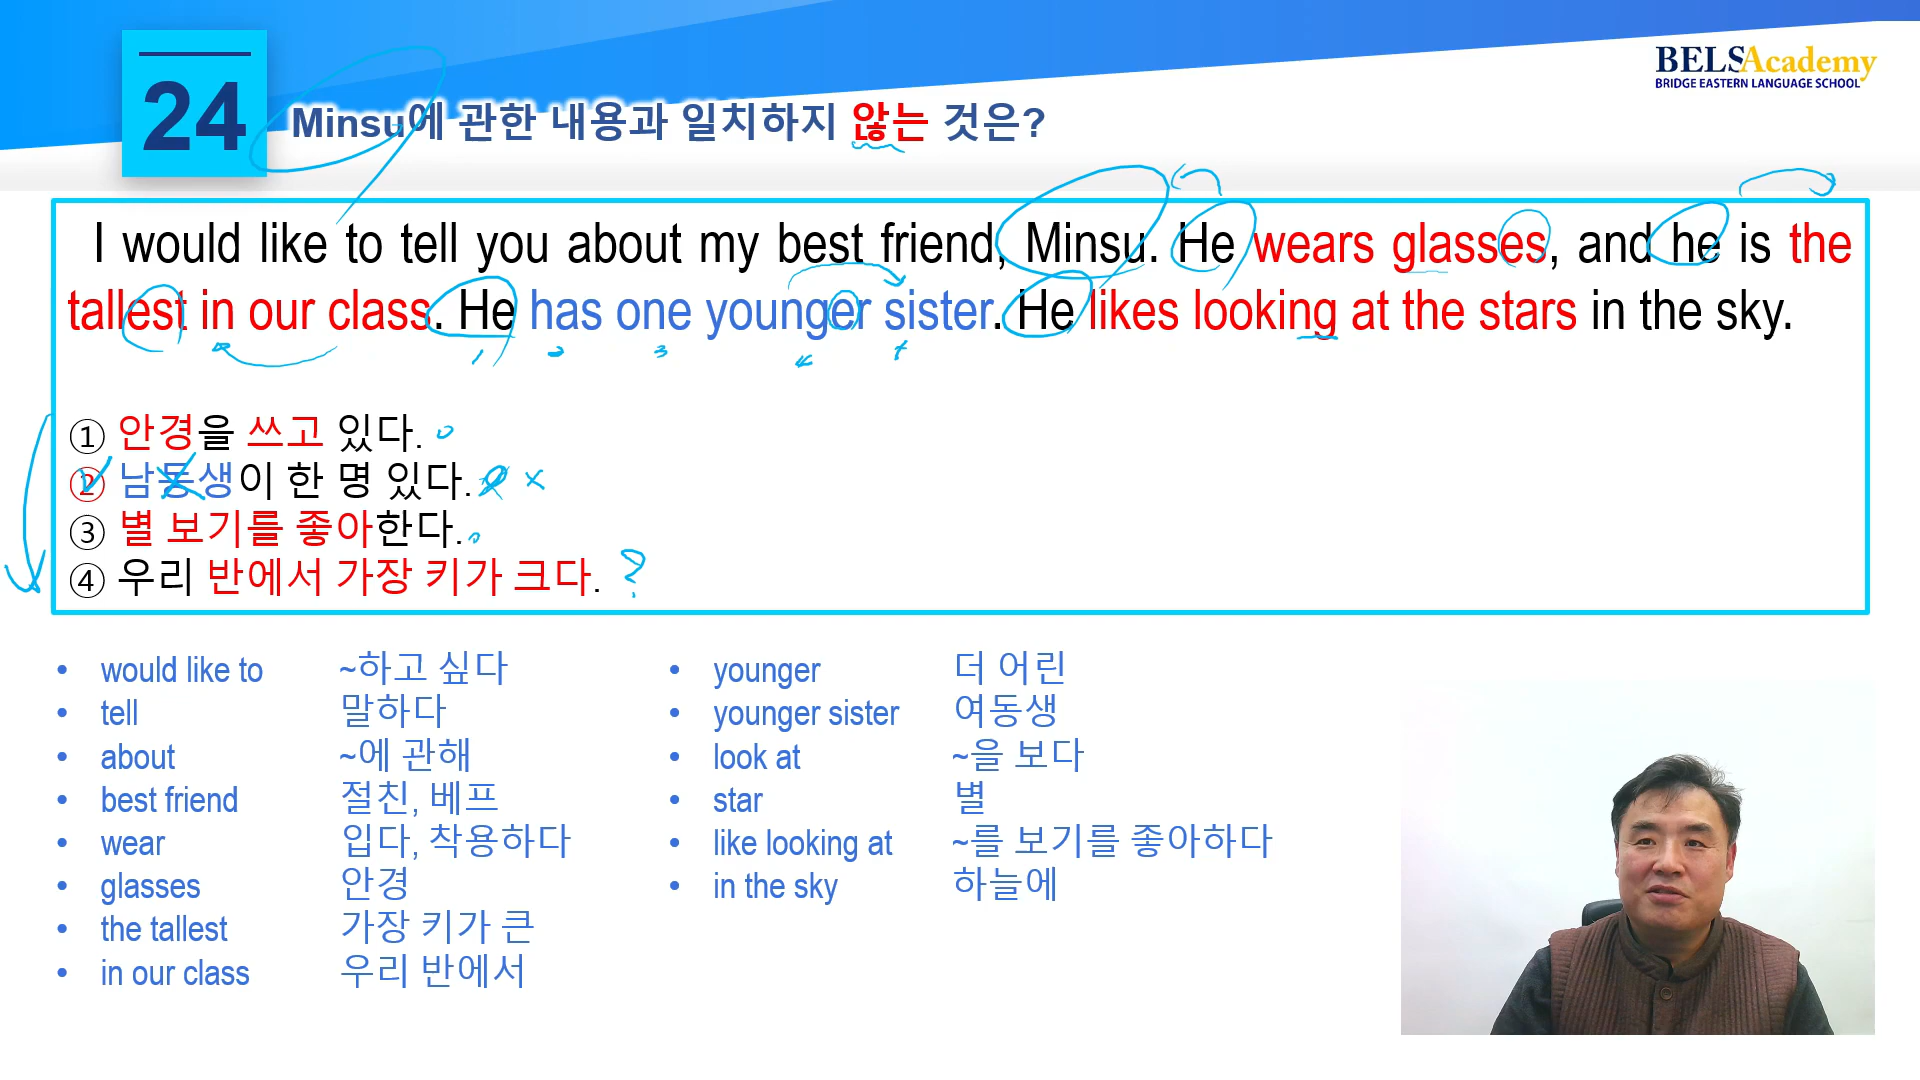 24
Minsu에 관한 내용과 일치하지 않는 것은?
BELSAcademy
BRIDGE EASTERN LANGUAGE SCHOOL
I would like to tell you about my best friend, Minsu. He wears glasses, and he is the
tallest in our class. He has one younger sister. He likes looking at the stars in the sky.
① 안경을 쓰고 있다.
② 남동생이 한 명 있다.
③ 별 보기를 좋아한다.
④ 우리 반에서 가장 키가 크다. ?
• would like to ~하고 싶다
• tell 말하다
• about ~에 관해
• best friend 절친, 베프
• wear 입다, 착용하다
• glasses 안경
• the tallest 가장 키가 큰
• in our class 우리 반에서
• younger 더 어린
• younger sister 여동생
• look at ~을 보다
• star 별
• like looking at ~를 보기를 좋아하다
• in the sky 하늘에